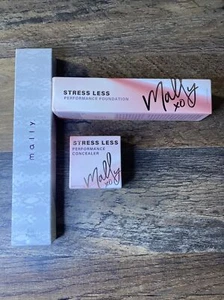 mally
STRESS LESS
PERFORMANCE FOUNDATION
Mally
xo
STRESS LESS
PERFORMANCE
CONCEALER
Mally
xo